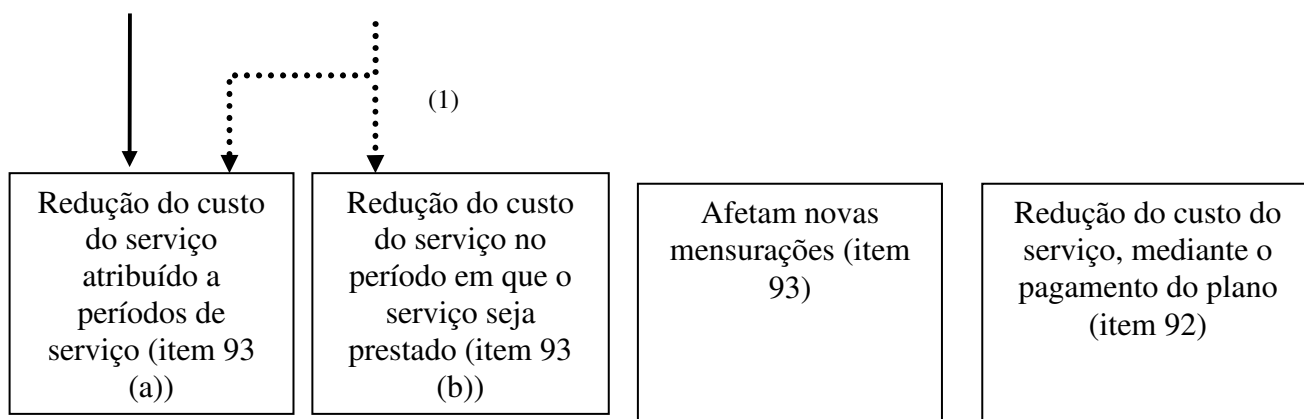 (1)
Redução do custo
do serviço
atribuído a
períodos de
serviço (item 93
(a))
Redução do custo
do serviço no
período em que o
serviço seja
prestado (item 93
(b))
Afetam novas
mensurações (item
93)
Redução do custo do
serviço, mediante o
pagamento do plano
(item 92)